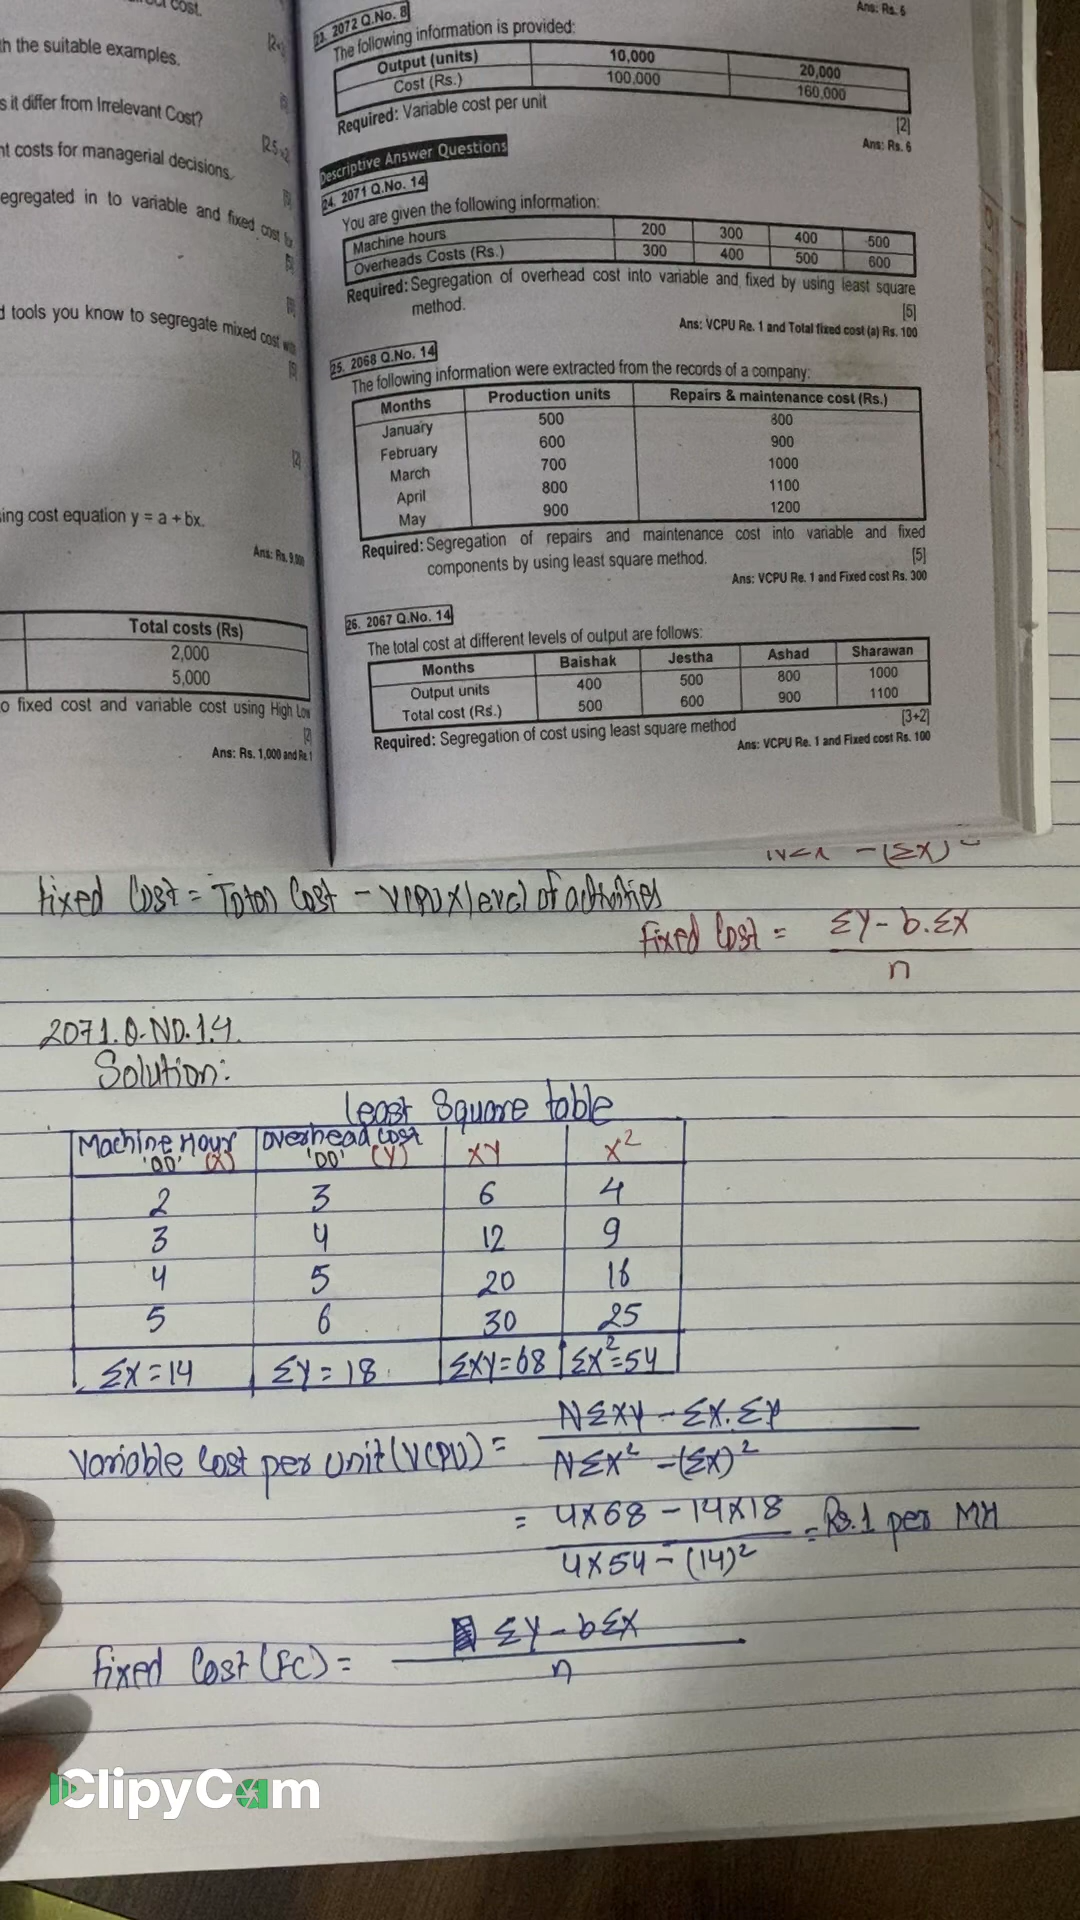 cost.
th the suitable examples.
s it differ from Irrelevant Cost?
nt costs for managerial decisions.
egregated in to variable and fixed cost
d tools you know to segregate mixed cost
[2]
ing cost equation y = a + bx.
Total costs (Rs)
2,000
5,000
o fixed cost and variable cost using High Low
[2]
Ans: Rs. 1,000 and Re.1
Ans: Rs. 6
23. 2072 Q.No. 8
The following information is provided:
Output (units) 10,000 20,000
Cost (Rs.) 100,000 160,000
Required: Variable cost per unit
[2]
Ans: Rs. 6
Descriptive Answer Questions
24. 2071 Q.No. 14
You are given the following information:
Machine hours 200 300 400 500
Overheads Costs (Rs.) 300 400 500 600
Required: Segregation of overhead cost into variable and fixed by using least square
method.
[5]
Ans: VCPU Re. 1 and Total fixed cost (a) Rs. 100
25. 2068 Q.No. 14
The following information were extracted from the records of a company:
Months Production units Repairs & maintenance cost (Rs.)
January 500 800
February 600 900
March 700 1000
April 800 1100
May 900 1200
Required: Segregation of repairs and maintenance cost into variable and fixed
components by using least square method.
[5]
Ans: VCPU Re. 1 and Fixed cost Rs. 300
26. 2067 Q.No. 14
The total cost at different levels of output are follows:
Months Baishak Jestha Ashad Sharawan
Output units 400 500 800 1000
Total cost (Rs.) 500 600 900 1100
[3+2]
Required: Segregation of cost using least square method
Ans: VCPU Re. 1 and Fixed cost Rs. 100
fixed Cost = Total Cost - VCPU x level of activities
fixed Cost = ΣY - b.ΣX
n
2071.Q.NO.14.
Solution:
least Square table
Machine Hour '00' (X) Overhead cost '00' (Y) XY X²
2 3 6 4
3 4 12 9
4 5 20 16
5 6 30 25
ΣX = 14 ΣY = 18 ΣXY = 68 ΣX² = 54
Variable Cost per unit (VCPU) = NΣXY - ΣX.ΣY
NΣX² - (ΣX)²
= 4x68 - 14x18 = Rs.1 per MH
4x54 - (14)²
fixed Cost (FC) = ΣY - bΣX
n
ClipyCam